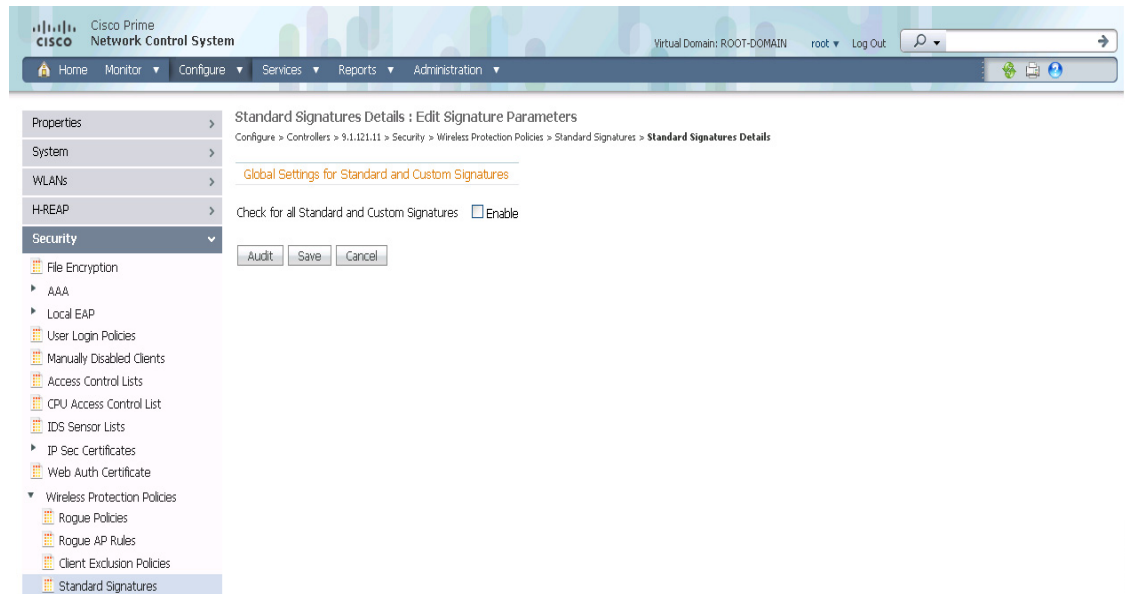 Cisco Prime
CISCO Network Control System
Virtual Domain: ROOT-DOMAIN root ▼ Log Out
Home Monitor ▼ Configure ▼ Services ▼ Reports ▼ Administration ▼
Properties
System
WLANs
H-REAP
Security
File Encryption
AAA
Local EAP
User Login Policies
Manually Disabled Clients
Access Control Lists
CPU Access Control List
IDS Sensor Lists
IP Sec Certificates
Web Auth Certificate
Wireless Protection Policies
Rogue Policies
Rogue AP Rules
Client Exclusion Policies
Standard Signatures
Standard Signatures Details : Edit Signature Parameters
Configure > Controllers > 9.1.121.11 > Security > Wireless Protection Policies > Standard Signatures > Standard Signatures Details
Global Settings for Standard and Custom Signatures
Check for all Standard and Custom Signatures Enable
Audit Save Cancel